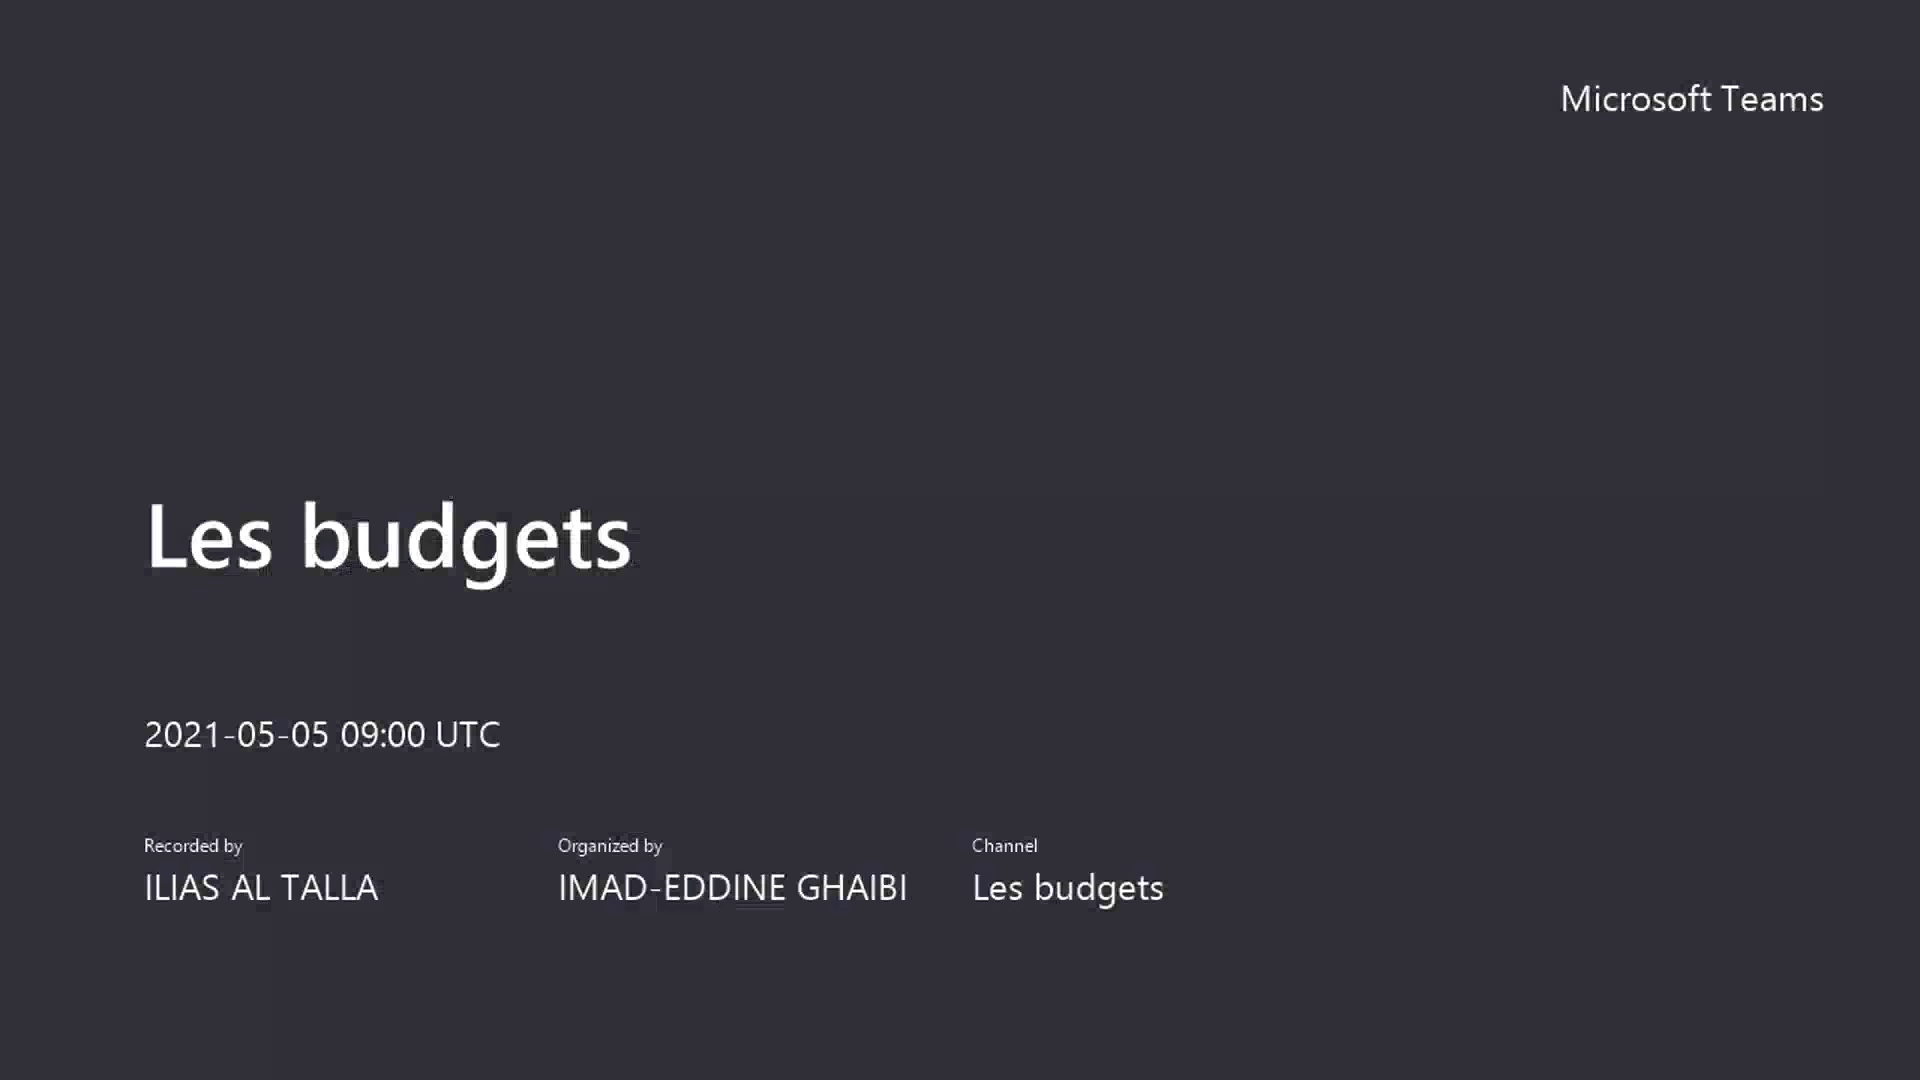 Microsoft Teams
Les budgets
2021-05-05 09:00 UTC
Recorded by
ILIAS AL TALLA
Organized by
IMAD-EDDINE GHAIBI
Channel
Les budgets